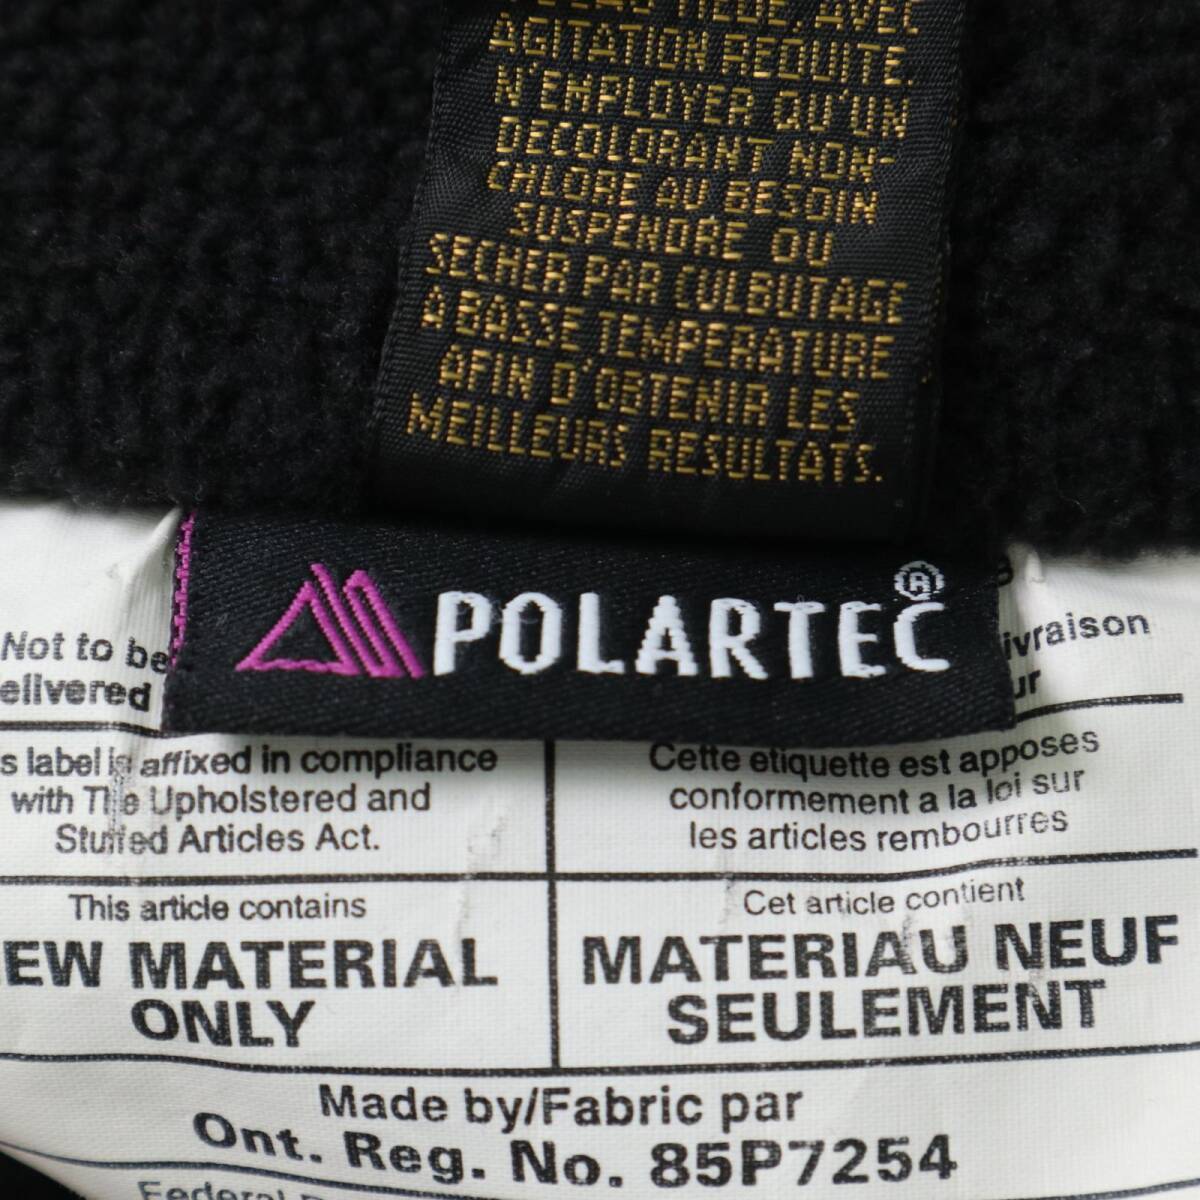 AGITATION REQUITE.
N'EMPLOYER QU'UN
DECOLORANT NON-
CHLORE AU BESOIN
SUSPENDRE OU
SECHER PAR CULBUTAGE
A BASSE TEMPERATURE
AFIN D'OBTENIR LES
MEILLEURS RESULTATS.
POLARTEC®
Not to be
elivered
ivraison
ur
s label is affixed in compliance
with The Upholstered and
Stuffed Articles Act.
Cette etiquette est apposes
conformement a la loi sur
les articles rembourres
This article contains
EW MATERIAL
ONLY
Cet article contient
MATERIAU NEUF
SEULEMENT
Made by/Fabric par
Ont. Reg. No. 85P7254
Federal